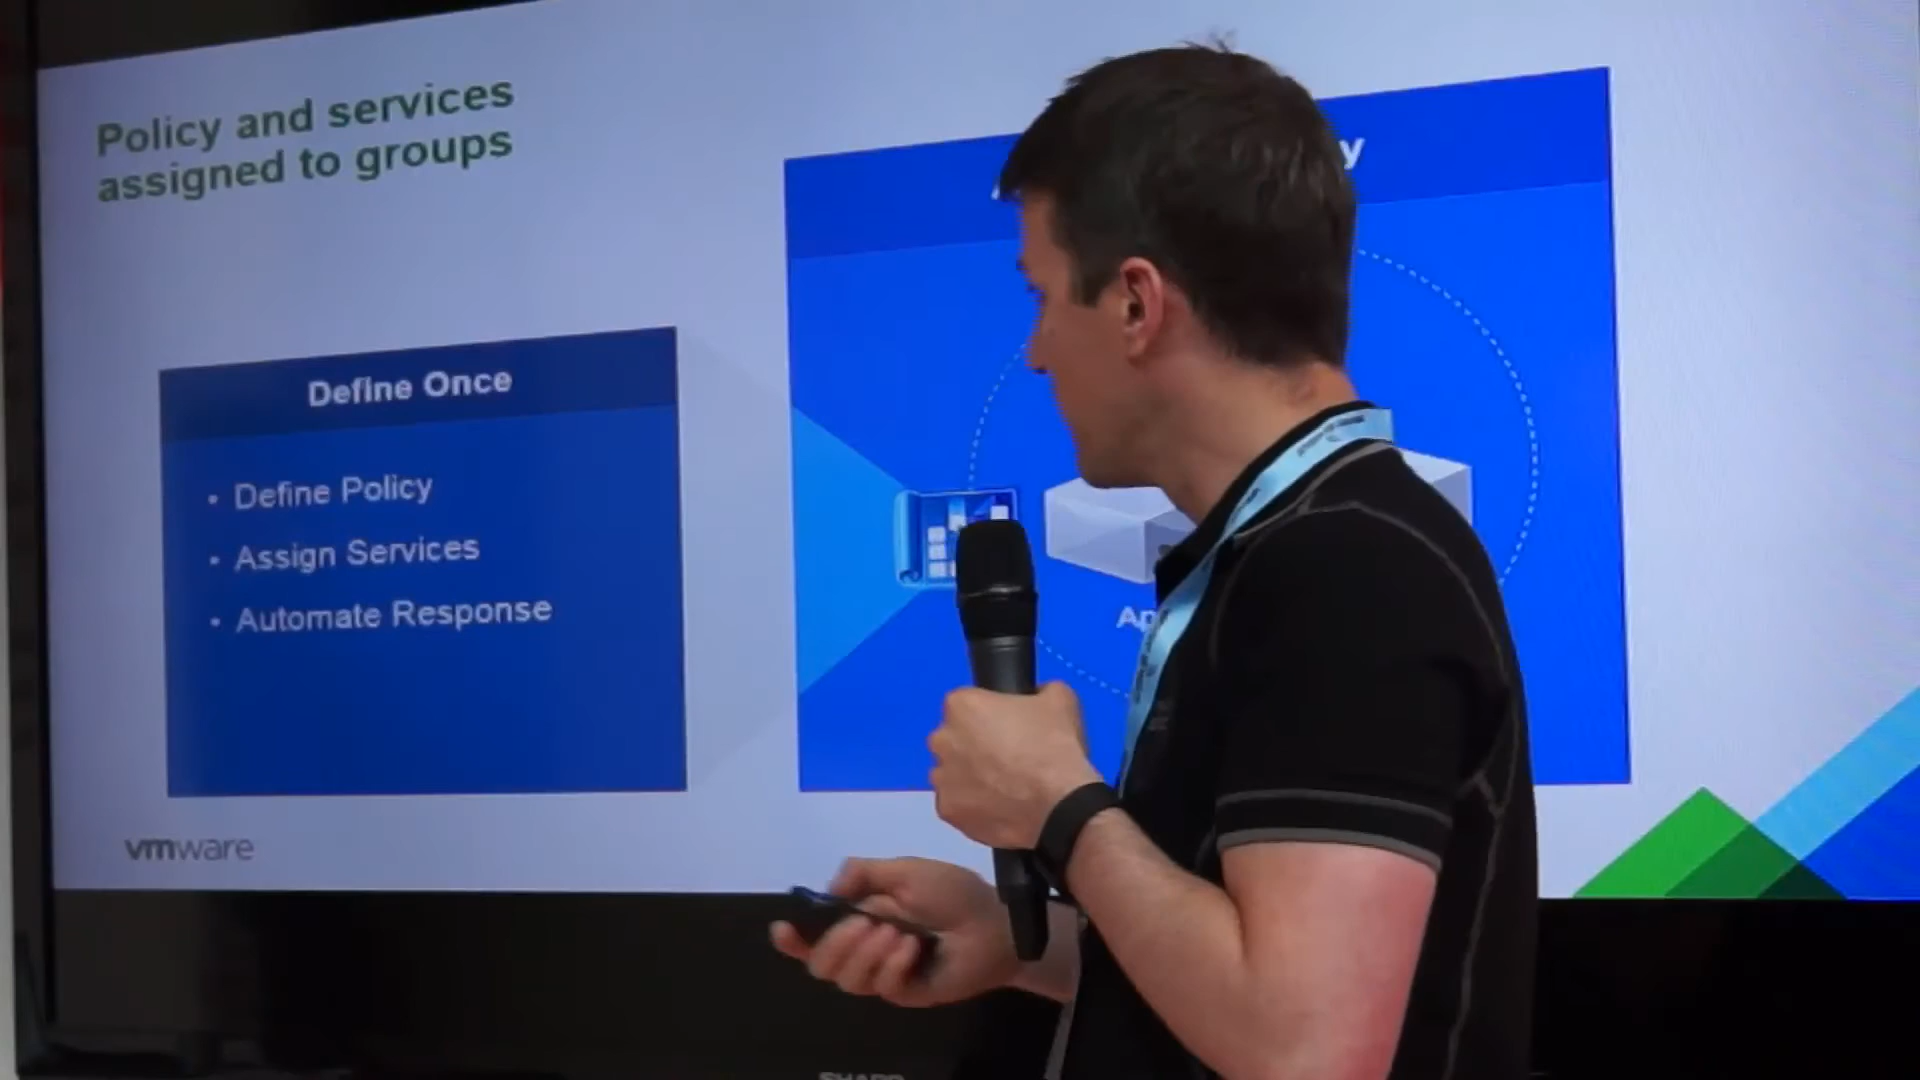 Policy and services
assigned to groups
Define Once
• Define Policy
• Assign Services
• Automate Response
vmware